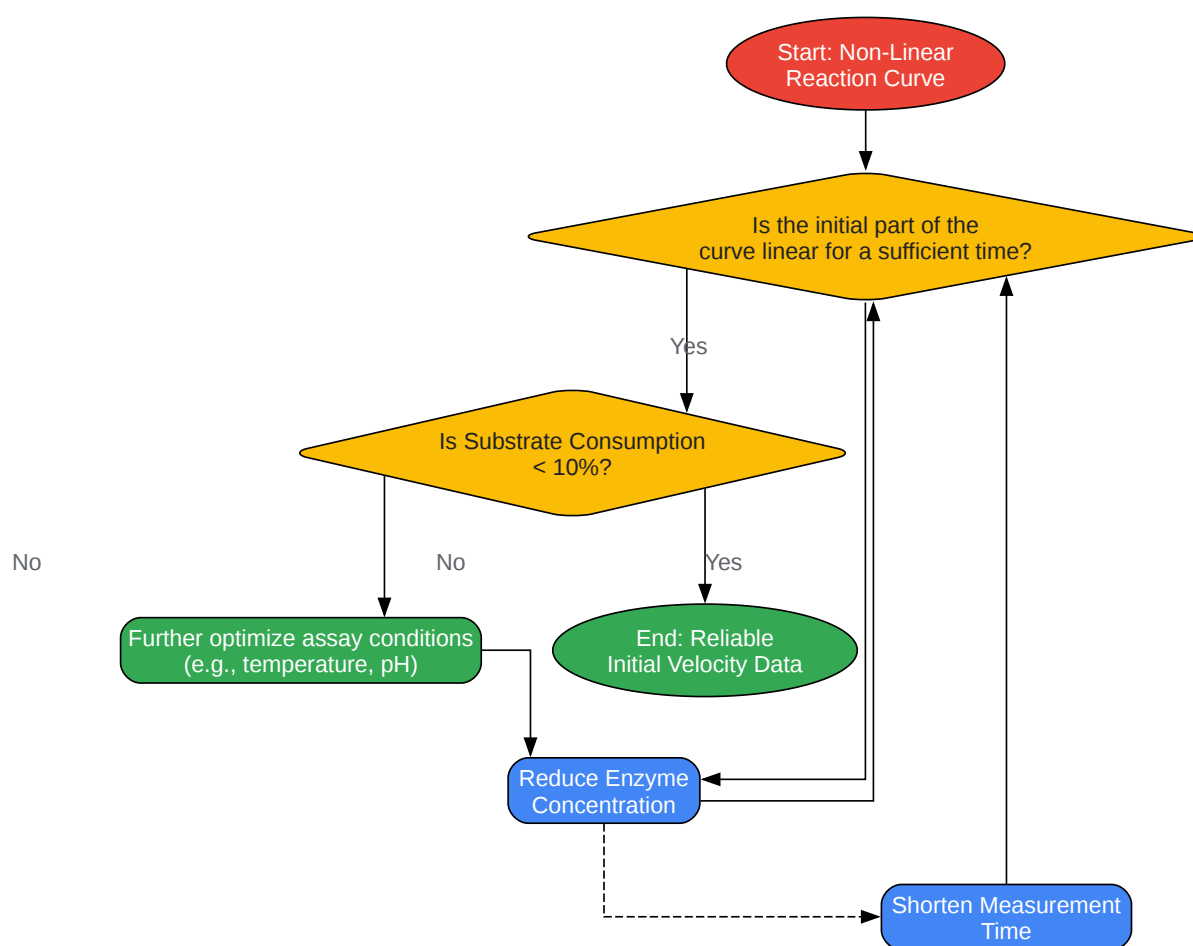 Start: Non-Linear
Reaction Curve
Is the initial part of the
curve linear for a sufficient time?
Yes
Is Substrate Consumption
< 10%?
No
No
Yes
Further optimize assay conditions
(e.g., temperature, pH)
End: Reliable
Initial Velocity Data
Reduce Enzyme
Concentration
Shorten Measurement
Time